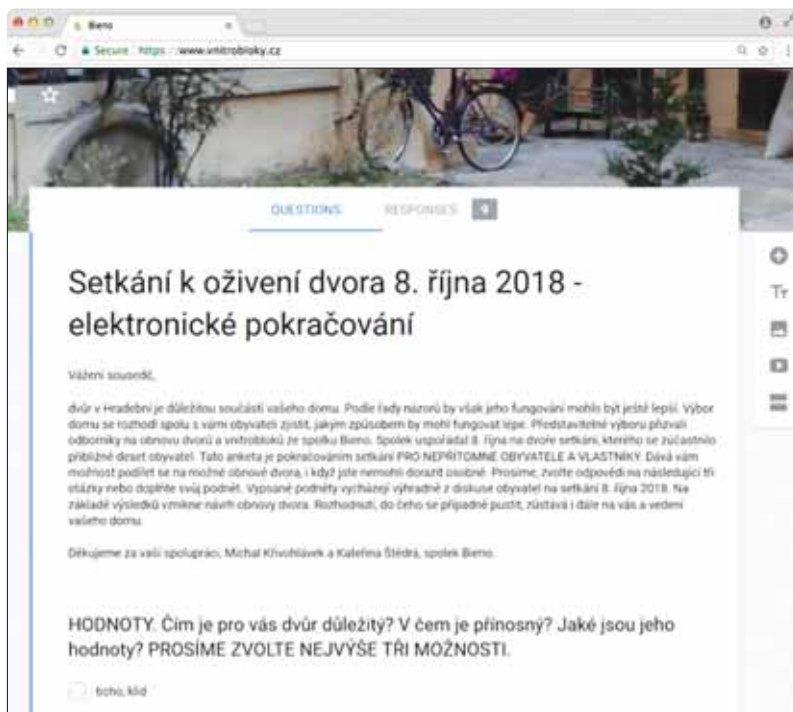 Bieno
Secure https://www.vnitrobloky.cz
QUESTIONS RESPONSES
Setkání k oživení dvora 8. října 2018 -
elektronické pokračování
Vážení sousedé,
dvůr v Hradební je důležitou součástí vašeho domu. Podle řady názorů by však jeho fungování mohlo být ještě lepší. Výbor
domu se rozhodl spolu s vámi obyvateli zjistit, jakým způsobem by mohl fungovat lépe. Představitelé výboru přizvali
odborníky na obnovu dvorů a vnitrobloků ze spolku Bieno. Spolek uspořádal 8. října na dvoře setkání, kterého se zúčastnilo
přibližně deset obyvatel. Tato anketa je pokračováním setkání PRO NEPŘÍTOMNÉ OBYVATELE A VLASTNÍKY. Dává vám
možnost podílet se na možné obnově dvora, i když jste nemohli dorazit osobně. Prosíme, zvolte odpovědi na následující tři
otázky nebo doplňte svůj podnět. Vypsané podněty vycházejí výhradně z diskuse obyvatel na setkání 8. října 2018. Na
základě výsledků vznikne návrh obnovy dvora. Rozhodnutí, do čeho se případně pustit, zůstává i dále na vás a vedení
vašeho domu.
Děkujeme za vaši spolupráci, Michal Křivohlávek a Kateřina Štědrá, spolek Bieno.
HODNOTY. Čím je pro vás dvůr důležitý? V čem je přínosný? Jaké jsou jeho
hodnoty? PROSÍME ZVOLTE NEJVÝŠE TŘI MOŽNOSTI.
ticho, klid